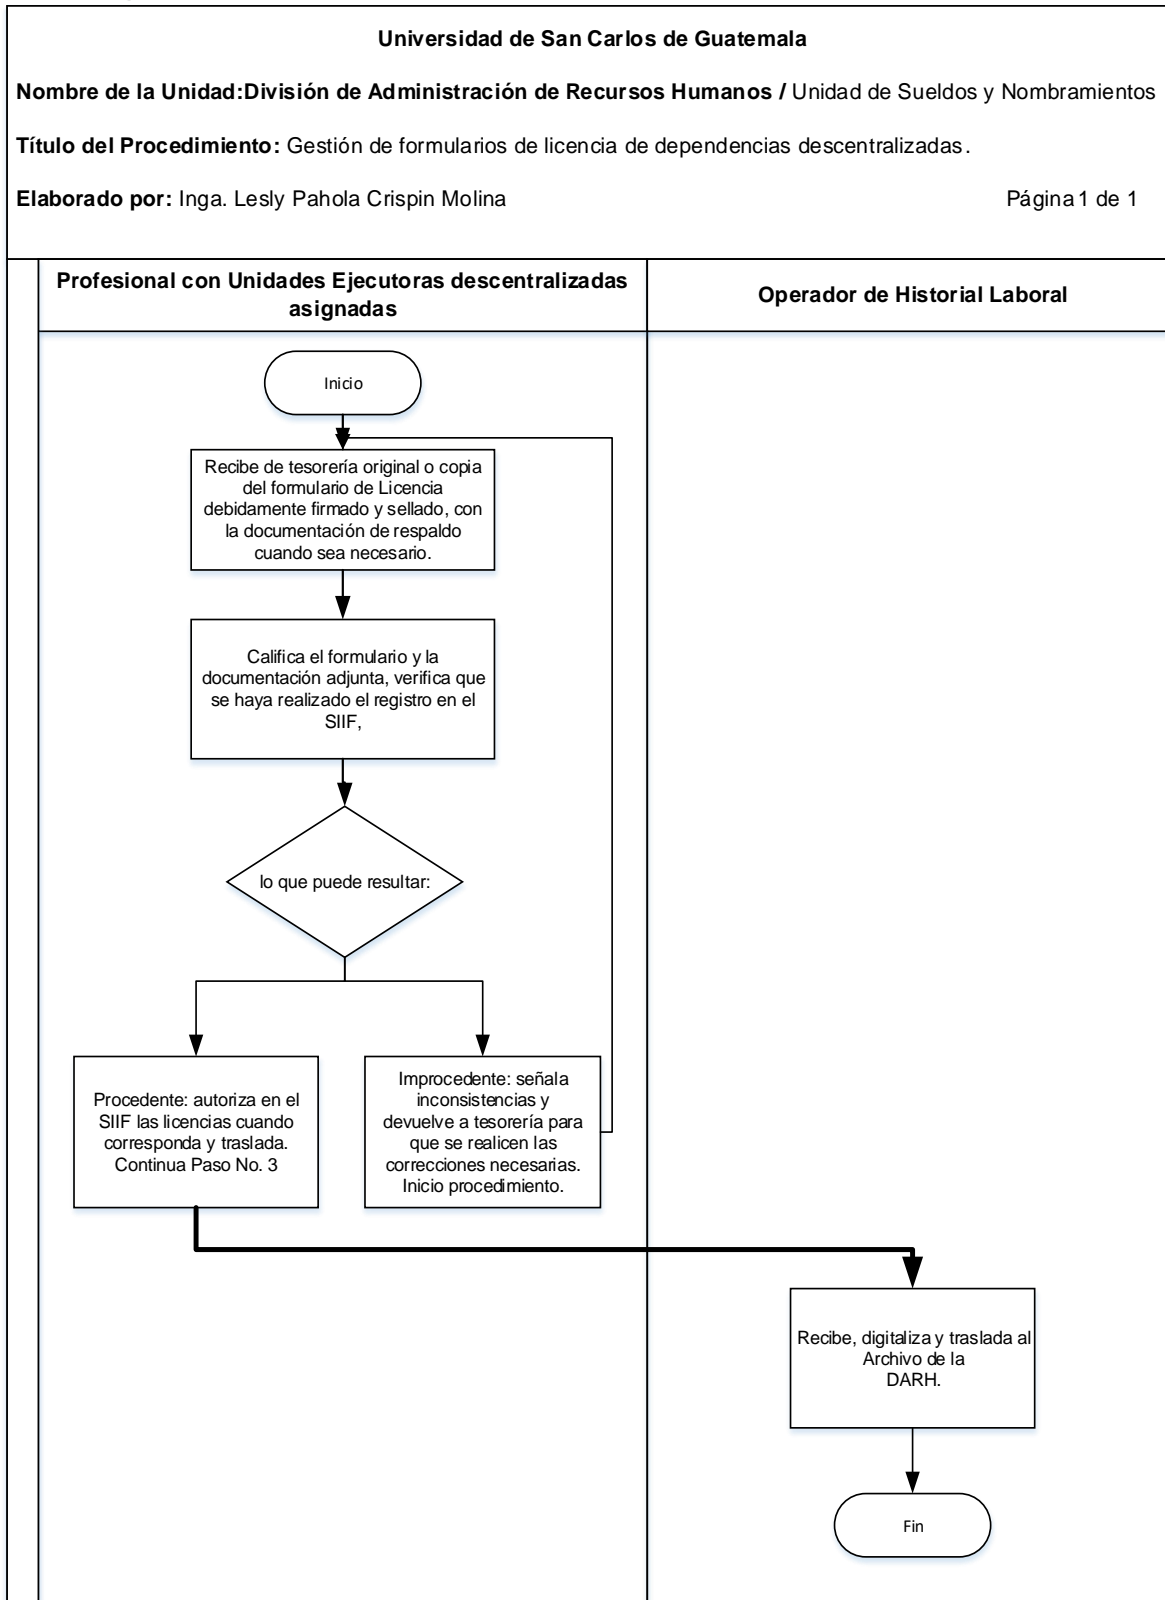 Universidad de San Carlos de Guatemala
Nombre de la Unidad:División de Administración de Recursos Humanos / Unidad de Sueldos y Nombramientos
Título del Procedimiento: Gestión de formularios de licencia de dependencias descentralizadas.
Elaborado por: Inga. Lesly Pahola Crispin Molina Página 1 de 1
Profesional con Unidades Ejecutoras descentralizadas
asignadas
Operador de Historial Laboral
Inicio
Recibe de tesorería original o copia
del formulario de Licencia
debidamente firmado y sellado, con
la documentación de respaldo
cuando sea necesario.
Califica el formulario y la
documentación adjunta, verifica que
se haya realizado el registro en el
SIIF,
lo que puede resultar:
Procedente: autoriza en el
SIIF las licencias cuando
corresponda y traslada.
Continua Paso No. 3
Improcedente: señala
inconsistencias y
devuelve a tesorería para
que se realicen las
correcciones necesarias.
Inicio procedimiento.
Recibe, digitaliza y traslada al
Archivo de la
DARH.
Fin